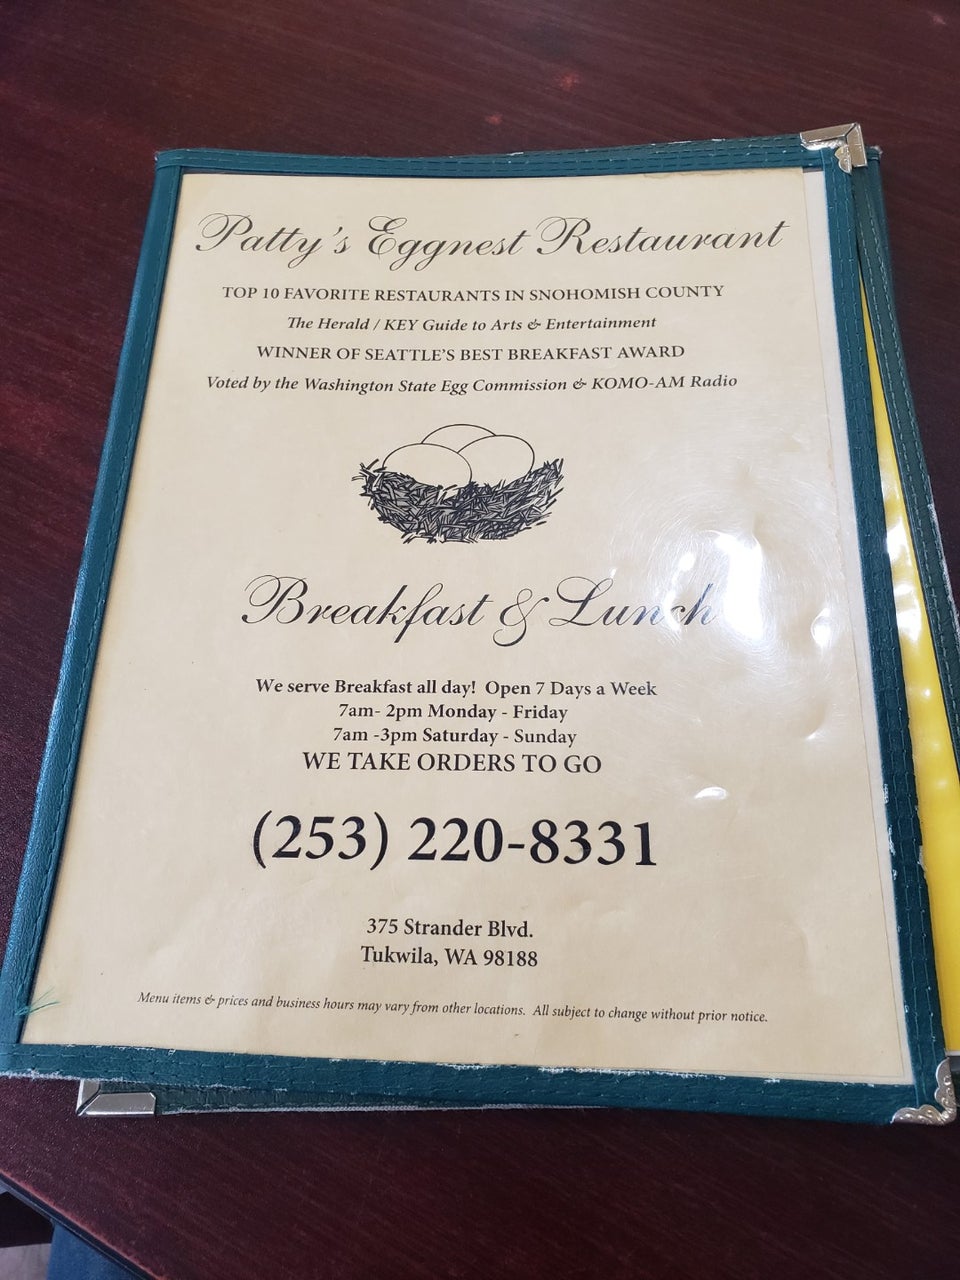 Patty's Eggnest Restaurant
TOP 10 FAVORITE RESTAURANTS IN SNOHOMISH COUNTY
The Herald / KEY Guide to Arts & Entertainment
WINNER OF SEATTLE'S BEST BREAKFAST AWARD
Voted by the Washington State Egg Commission & KOMO-AM Radio
Breakfast & Lunch
We serve Breakfast all day! Open 7 Days a Week
7am- 2pm Monday - Friday
7am -3pm Saturday - Sunday
WE TAKE ORDERS TO GO
(253) 220-8331
375 Strander Blvd.
Tukwila, WA 98188
Menu items & prices and business hours may vary from other locations. All subject to change without prior notice.